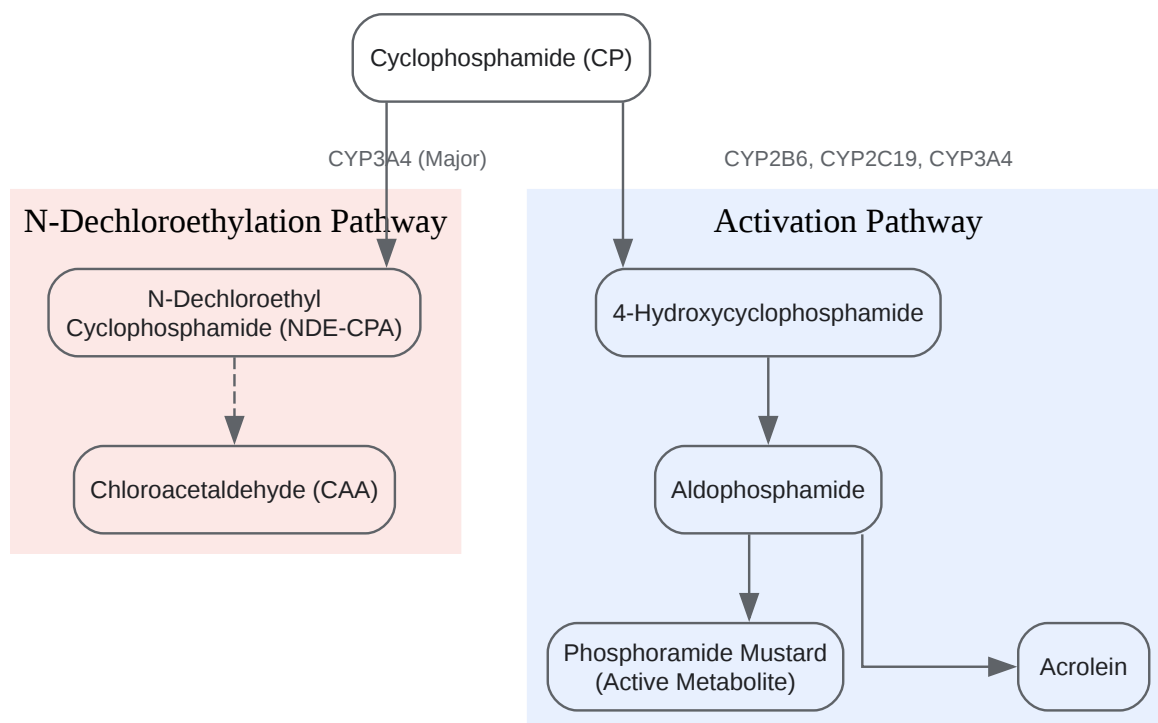 Cyclophosphamide (CP)
CYP3A4 (Major)
CYP2B6, CYP2C19, CYP3A4
N-Dechloroethylation Pathway
Activation Pathway
N-Dechloroethyl
Cyclophosphamide (NDE-CPA)
4-Hydroxycyclophosphamide
Chloroacetaldehyde (CAA)
Aldophosphamide
Phosphoramide Mustard
(Active Metabolite)
Acrolein